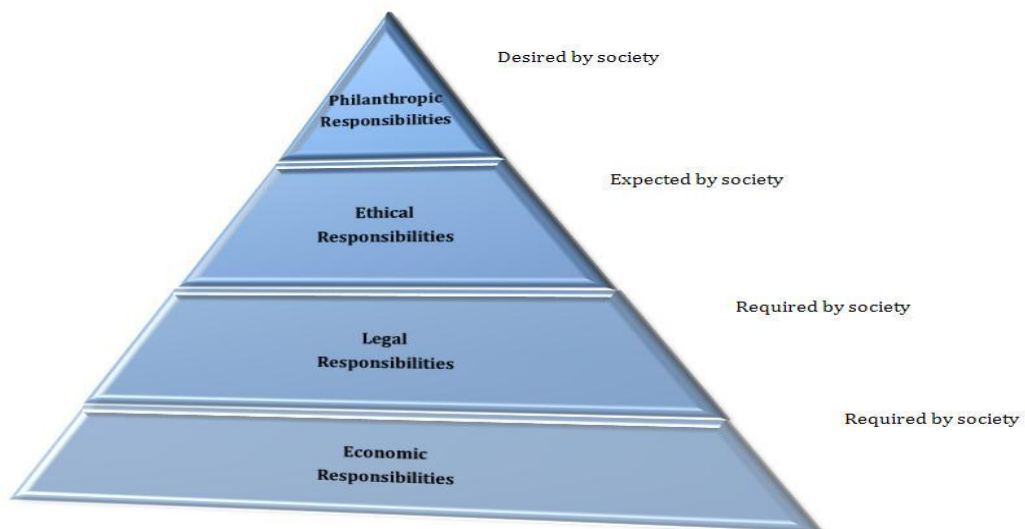 Desired by society
Philanthropic
Responsibilities
Expected by society
Ethical
Responsibilities
Required by society
Legal
Responsibilities
Required by society
Economic
Responsibilities